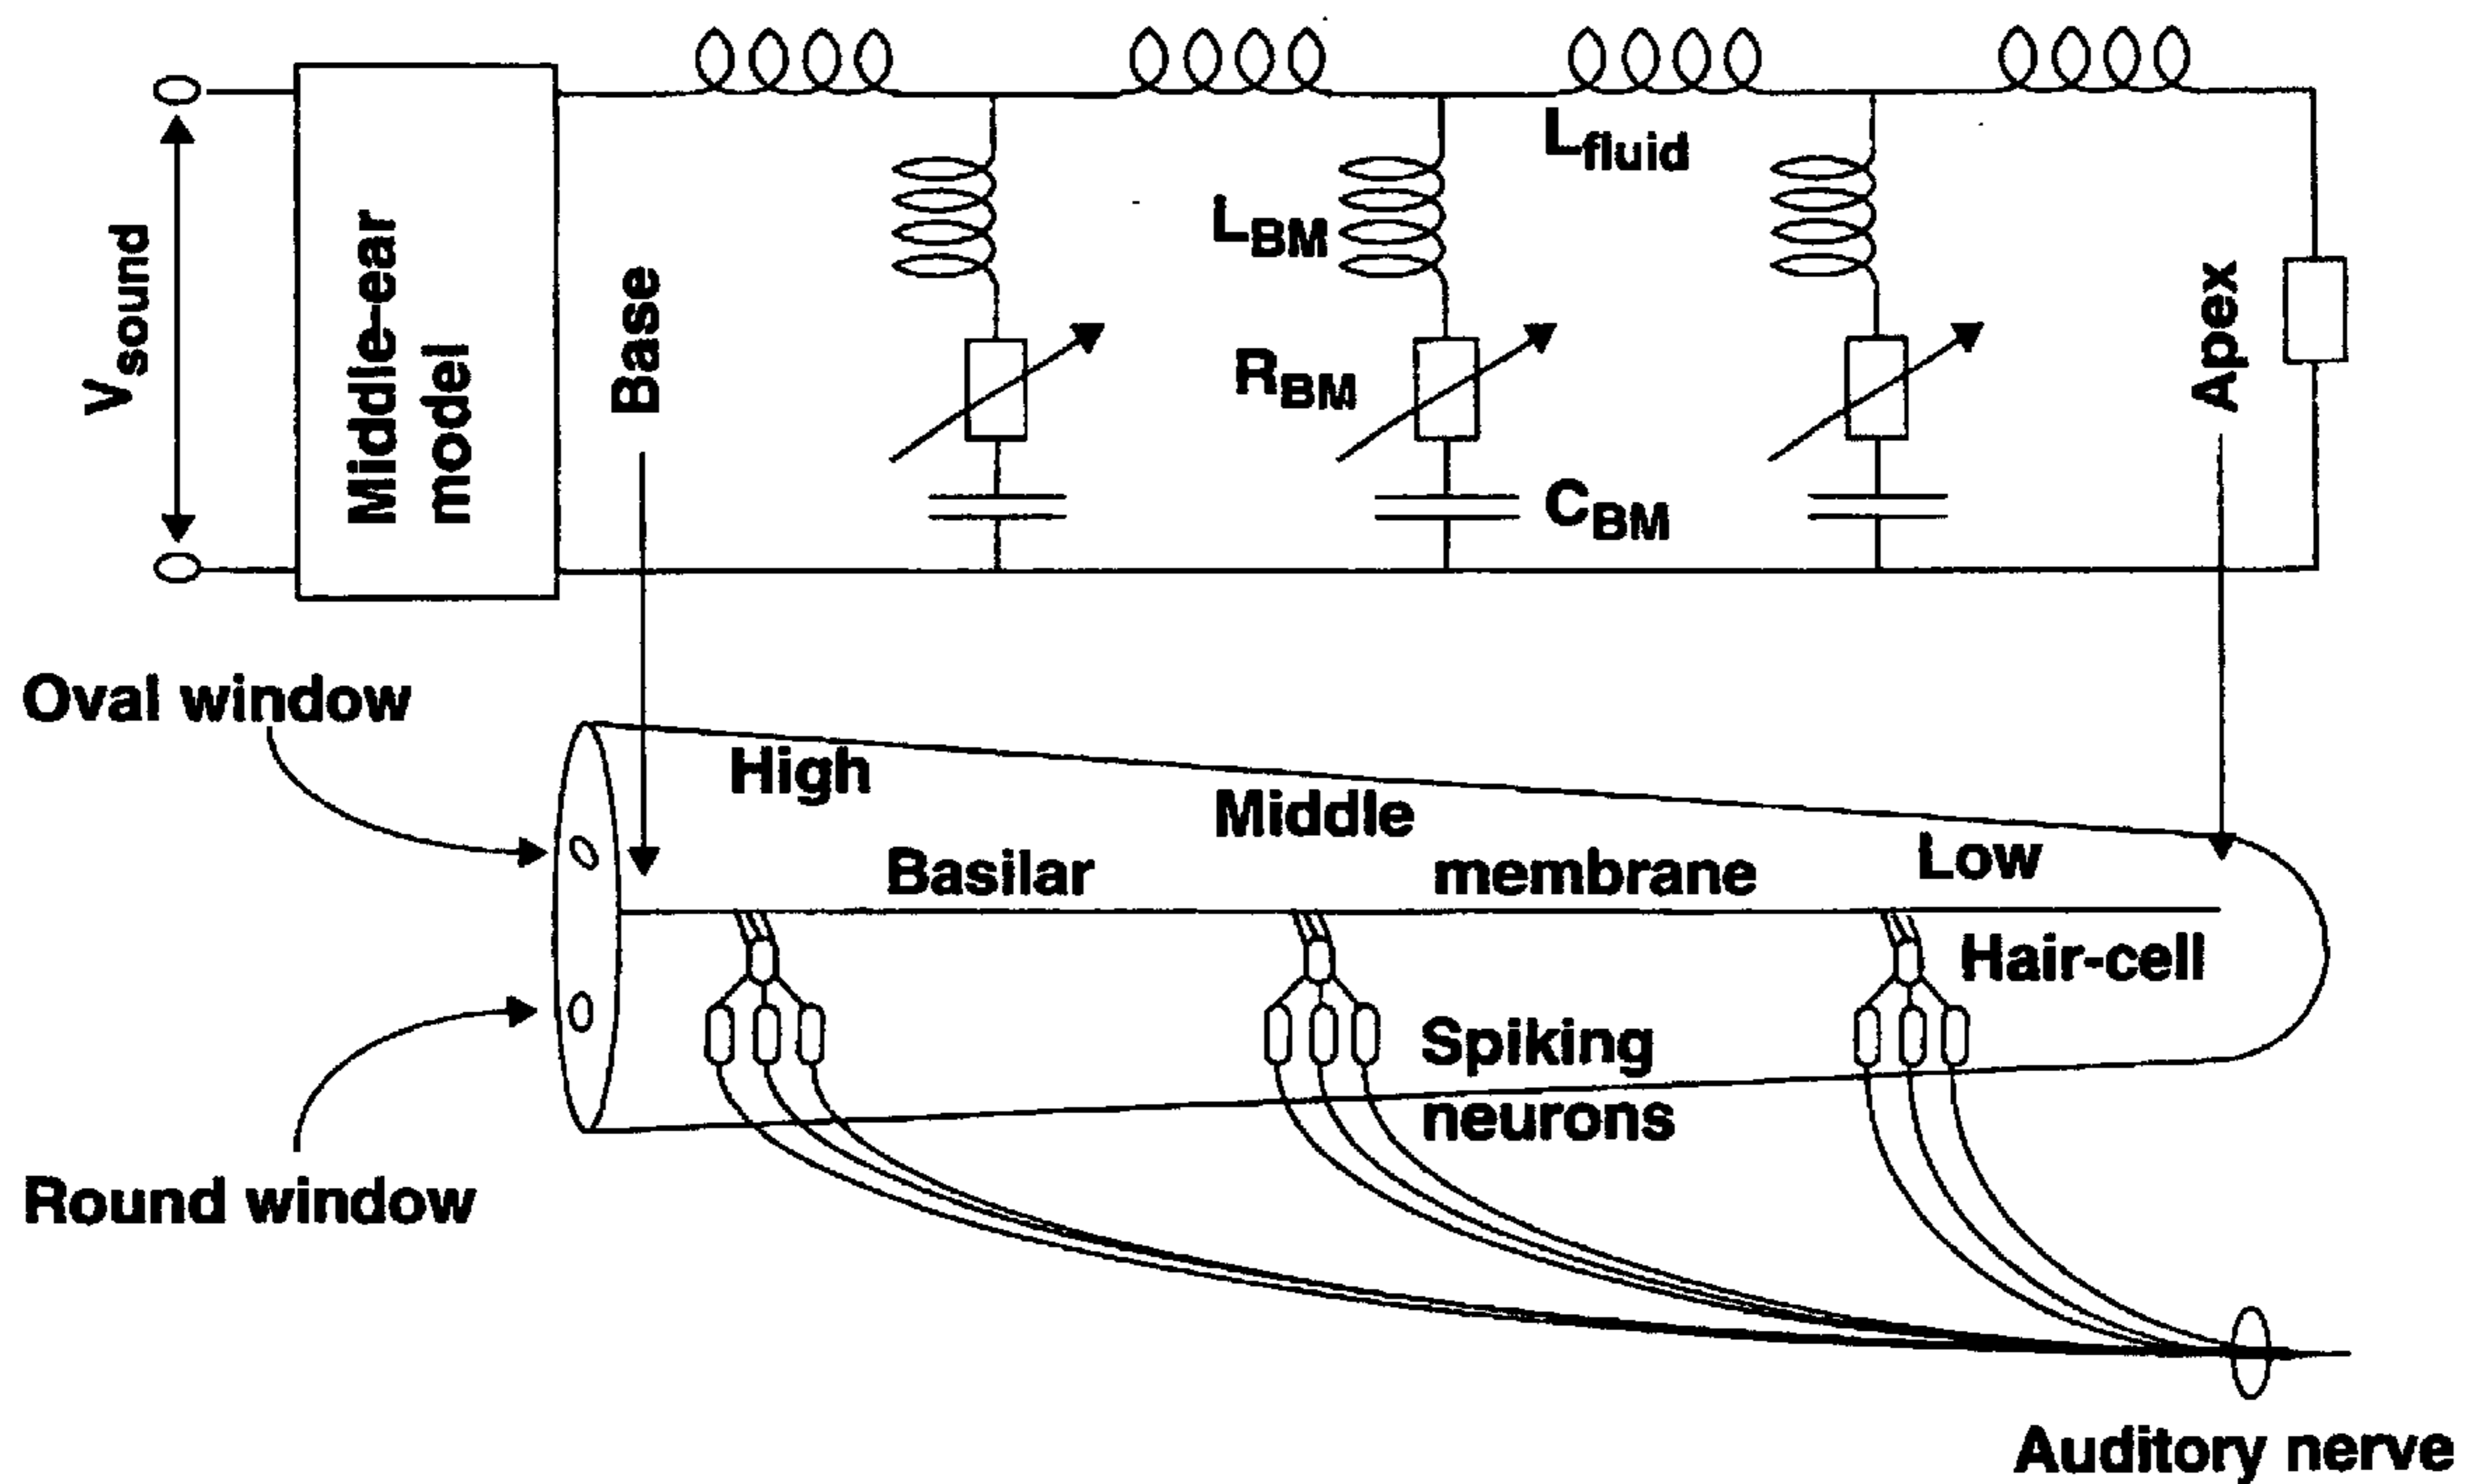 Vsound
Middle-ear
model
Base
Lfluid
LBM
RBM
CBM
Apex
Oval window
High
Middle
Low
Basilar membrane
Hair-cell
Spiking
neurons
Round window
Auditory nerve